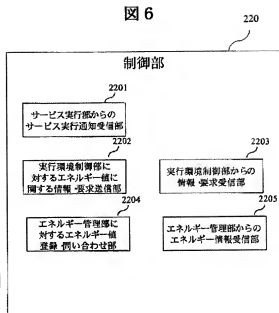 図6
220
制御部
2201
サービス実行部からの
サービス実行通知受信部
2202
実行環境制御部に
対するエネルギー値に
関する情報・要求送信部
2203
実行環境制御部からの
情報・要求受信部
2204
エネルギー管理部に
対するエネルギー値
登録・問い合わせ部
2205
エネルギー管理部からの
エネルギー情報受信部